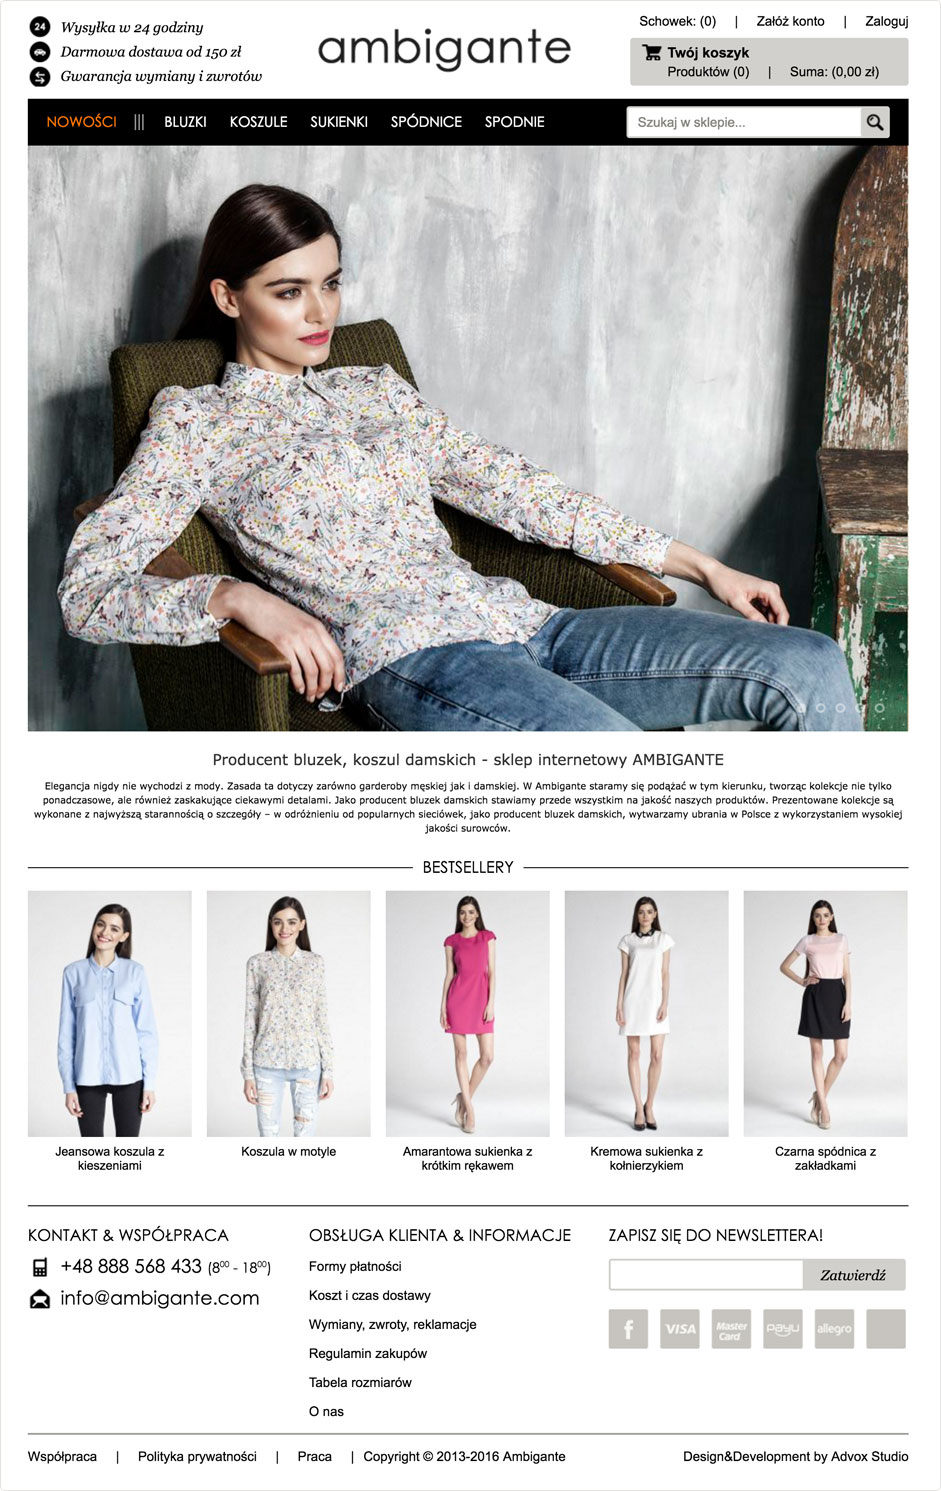 24 Wysyłka w 24 godziny
Darmowa dostawa od 150 zł
Gwarancja wymiany i zwrotów
ambigante
Schowek: (0) | Załóż konto | Zaloguj
Twój koszyk
Produktów (0) | Suma: (0,00 zł)
NOWOŚCI ||| BLUZKI KOSZULE SUKIENKI SPÓDNICE SPODNIE
Szukaj w sklepie...
Producent bluzek, koszul damskich - sklep internetowy AMBIGANTE
Elegancja nigdy nie wychodzi z mody. Zasada ta dotyczy zarówno garderoby męskiej jak i damskiej. W Ambigante staramy się podążać w tym kierunku, tworząc kolekcje nie tylko
ponadczasowe, ale również zaskakujące ciekawymi detalami. Jako producent bluzek damskich stawiamy przede wszystkim na jakość naszych produktów. Prezentowane kolekcje są
wykonane z najwyższą starannością o szczegóły – w odróżnieniu od popularnych sieciówek, jako producent bluzek damskich, wytwarzamy ubrania w Polsce z wykorzystaniem wysokiej
jakości surowców.
BESTSELLERY
Jeansowa koszula z
kieszeniami
Koszula w motyle
Amarantowa sukienka z
krótkim rękawem
Kremowa sukienka z
kołnierzykiem
Czarna spódnica z
zakładkami
KONTAKT & WSPÓŁPRACA
+48 888 568 433 (8⁰⁰ - 18⁰⁰)
info@ambigante.com
OBSŁUGA KLIENTA & INFORMACJE
Formy płatności
Koszt i czas dostawy
Wymiany, zwroty, reklamacje
Regulamin zakupów
Tabela rozmiarów
O nas
ZAPISZ SIĘ DO NEWSLETTERA!
Zatwierdź
f VISA Master Card PayU allegro
Współpraca | Polityka prywatności | Praca | Copyright © 2013-2016 Ambigante
Design&Development by Advox Studio